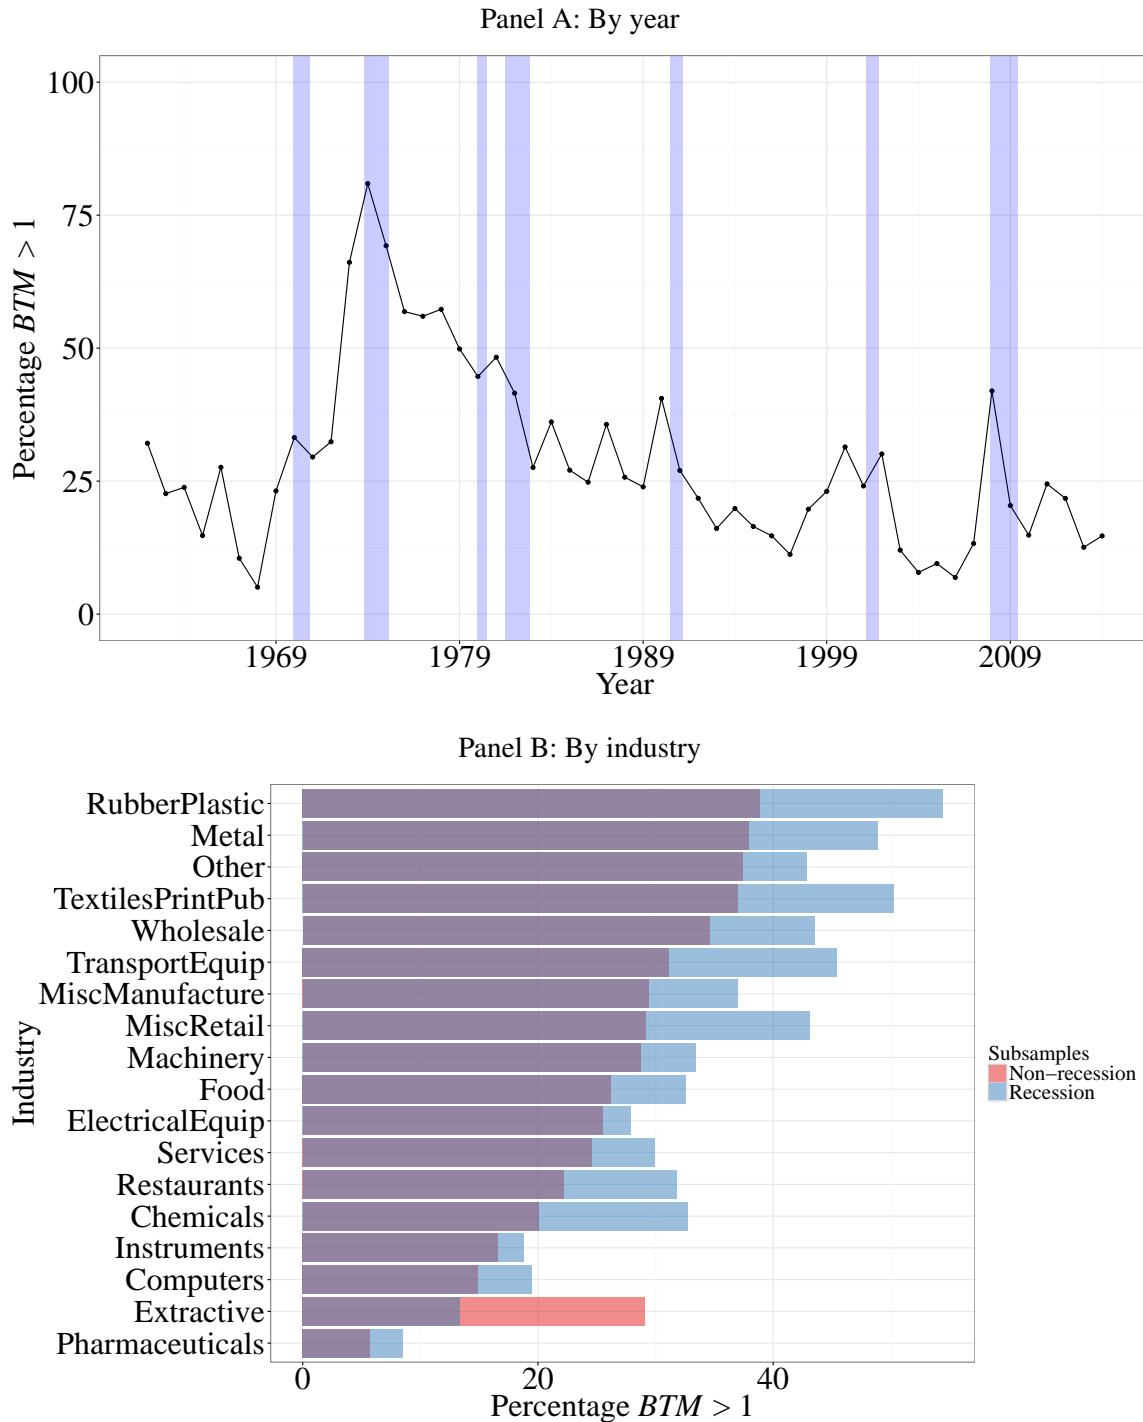 Panel A: By year
100
75
50
25
0
Percentage BTM > 1
1969 1979 1989 1999 2009
Year
Panel B: By industry
RubberPlastic
Metal
Other
TextilesPrintPub
Wholesale
TransportEquip
MiscManufacture
MiscRetail
Machinery
Food
ElectricalEquip
Services
Restaurants
Chemicals
Instruments
Computers
Extractive
Pharmaceuticals
Industry
0 20 40
Percentage BTM > 1
Subsamples
Non−recession
Recession